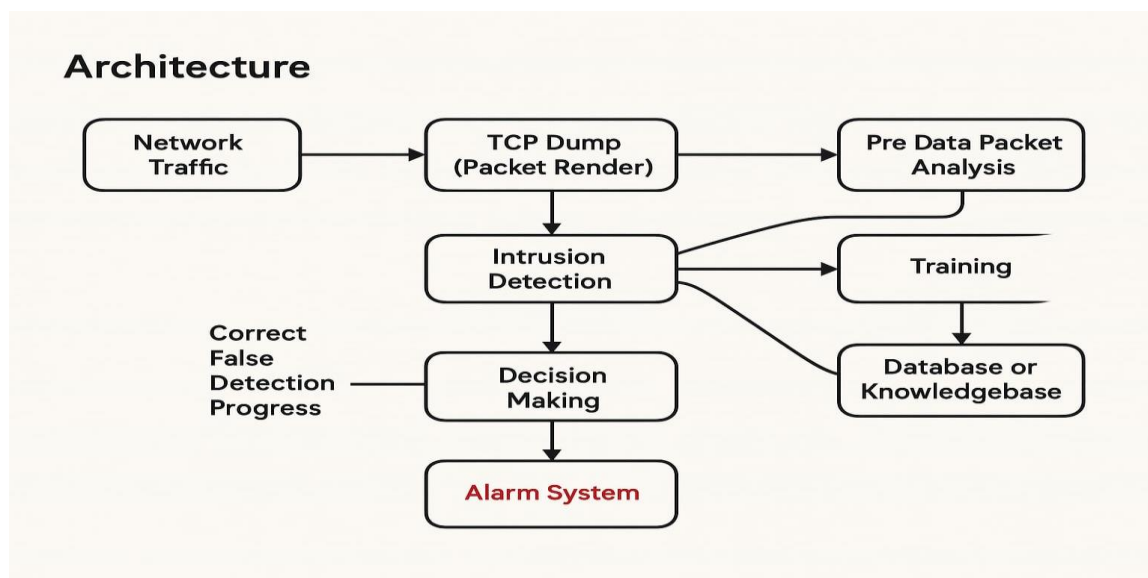 Architecture
Network
Traffic
TCP Dump
(Packet Render)
Pre Data Packet
Analysis
Intrusion
Detection
Training
Correct
False
Detection
Progress
Decision
Making
Database or
Knowledgebase
Alarm System